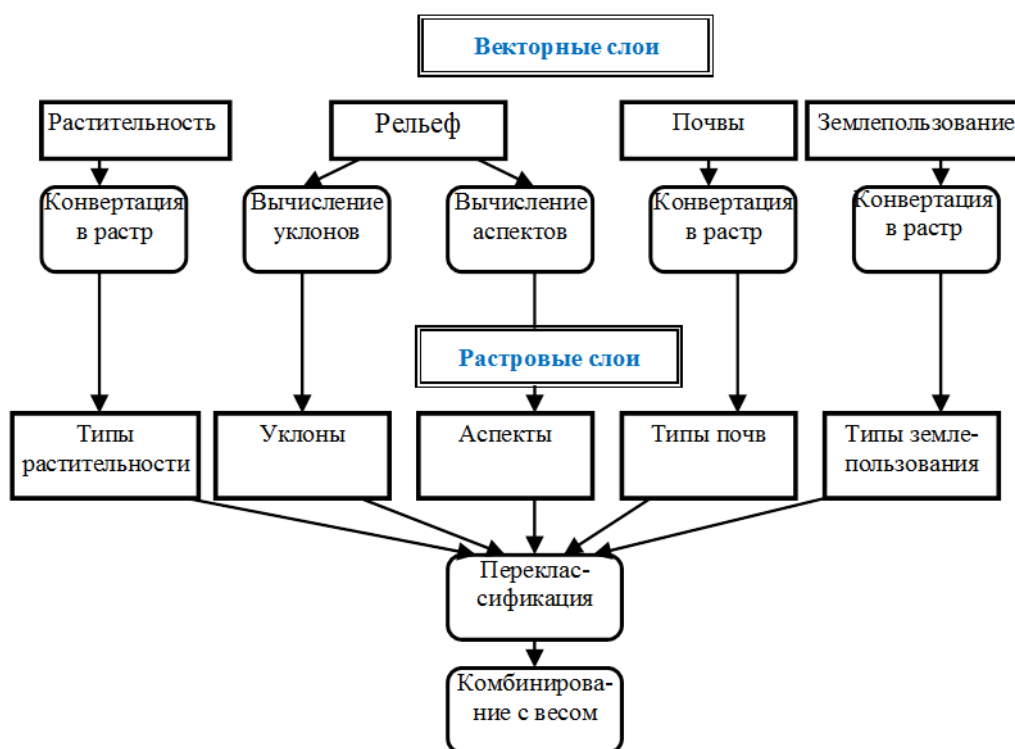 Векторные слои
Растительность
Рельеф
Почвы
Землепользование
Конвертация
в растр
Вычисление
уклонов
Вычисление
аспектов
Конвертация
в растр
Конвертация
в растр
Растровые слои
Типы
растительности
Уклоны
Аспекты
Типы почв
Типы земле-
пользования
Переклас-
сификация
Комбинирова-
ние с весом